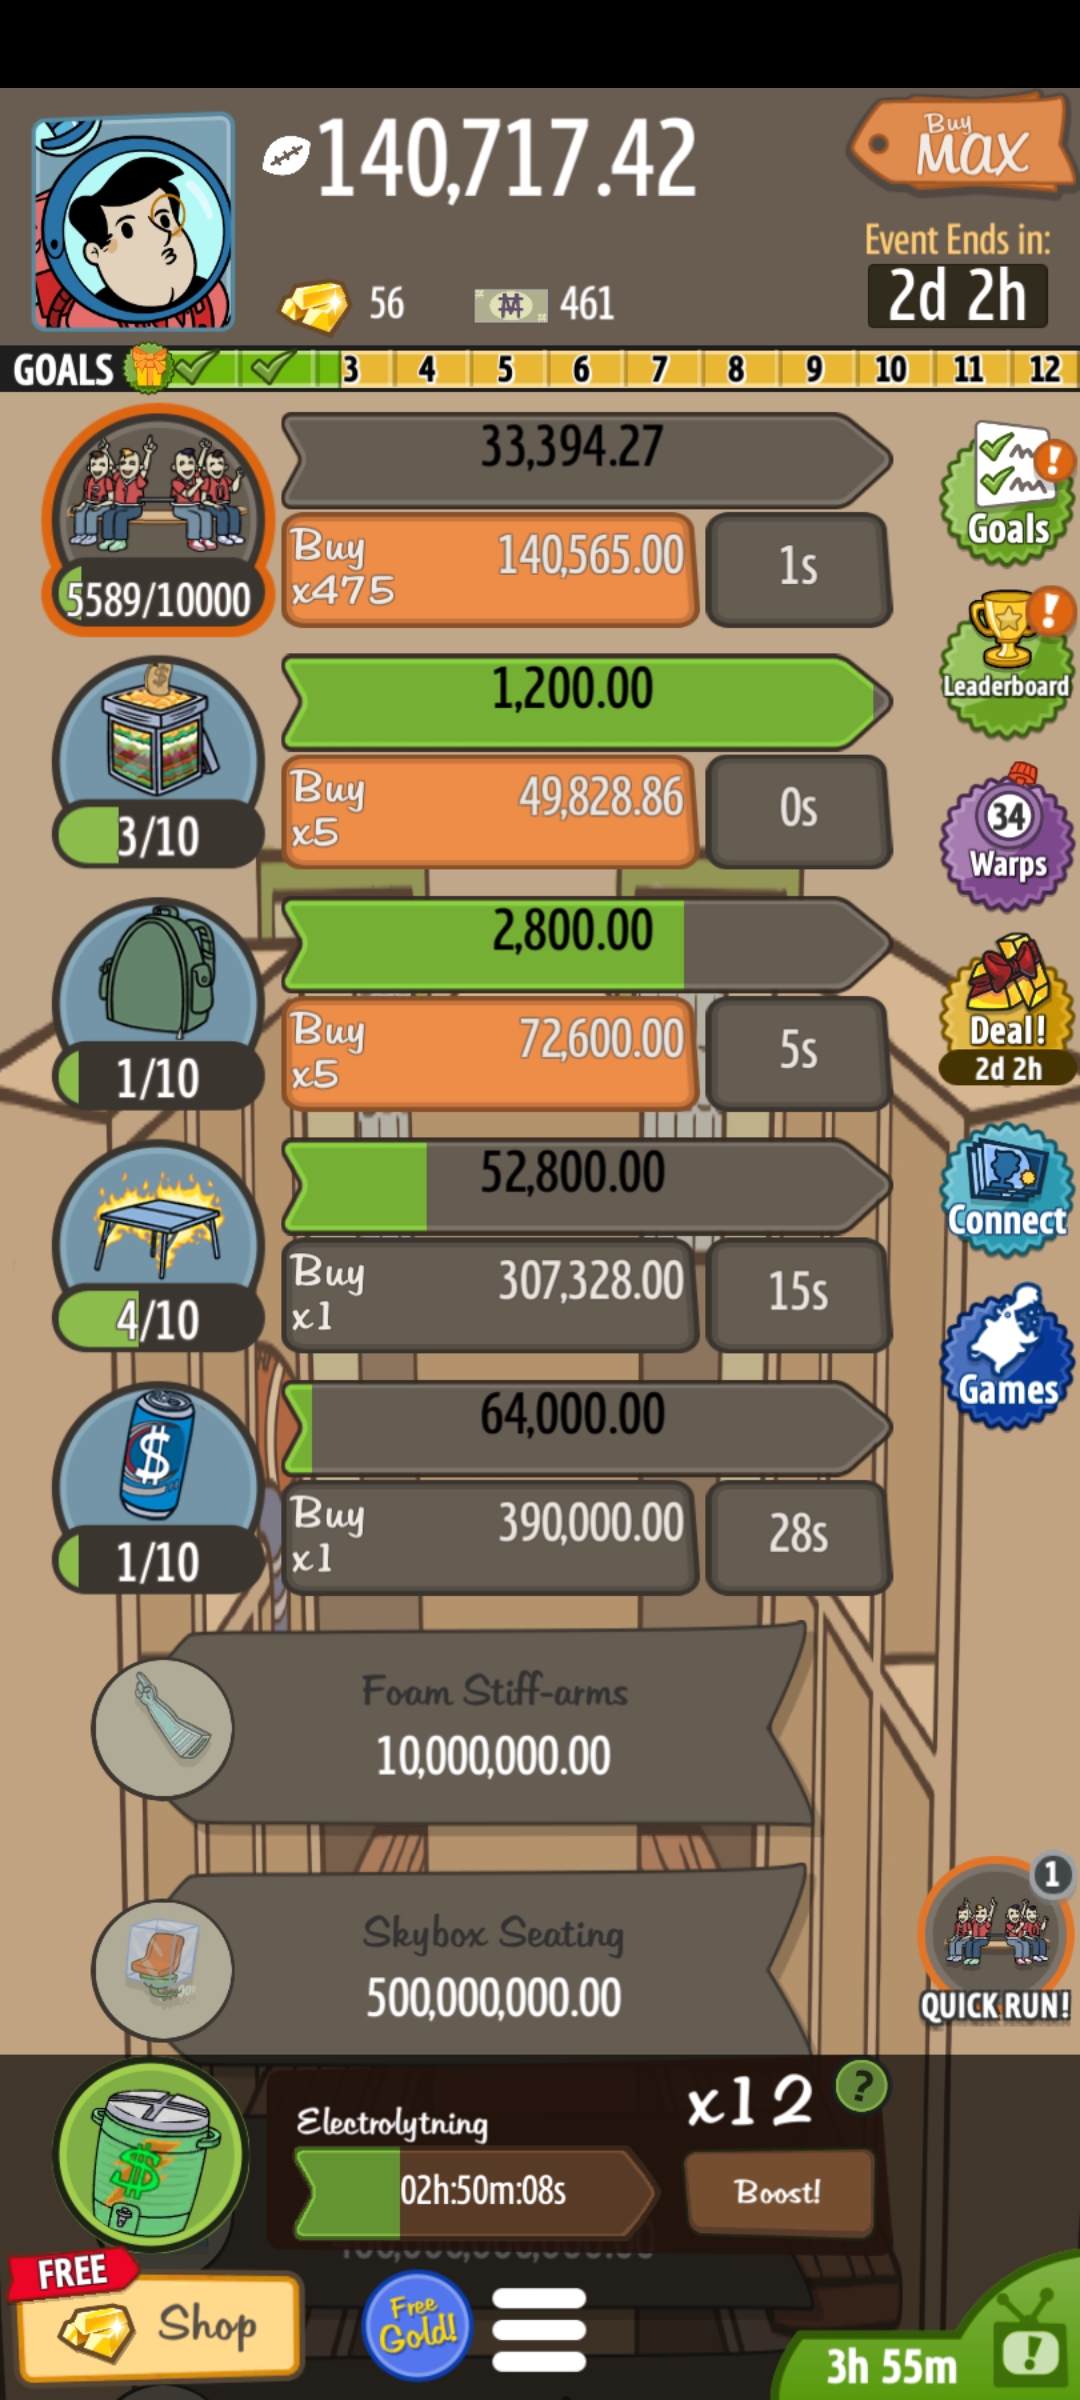 140,717.42
Buy
MAX
56
461
Event Ends in:
2d 2h
GOALS 3 4 5 6 7 8 9 10 11 12
33,394.27
Buy
x475
140,565.00
1s
5589/10000
Goals
1,200.00
Buy
x5
49,828.86
0s
3/10
Leaderboard
34
Warps
2,800.00
Buy
x5
72,600.00
5s
1/10
Deal!
2d 2h
52,800.00
Buy
x1
307,328.00
15s
4/10
Connect
64,000.00
Buy
x1
390,000.00
28s
1/10
Games
Foam Stiff-arms
10,000,000.00
Skybox Seating
500,000,000.00
1
QUICK RUN!
Electrolytning
02h:50m:08s
x12
?
Boost!
FREE
Shop
Free
Gold!
3h 55m